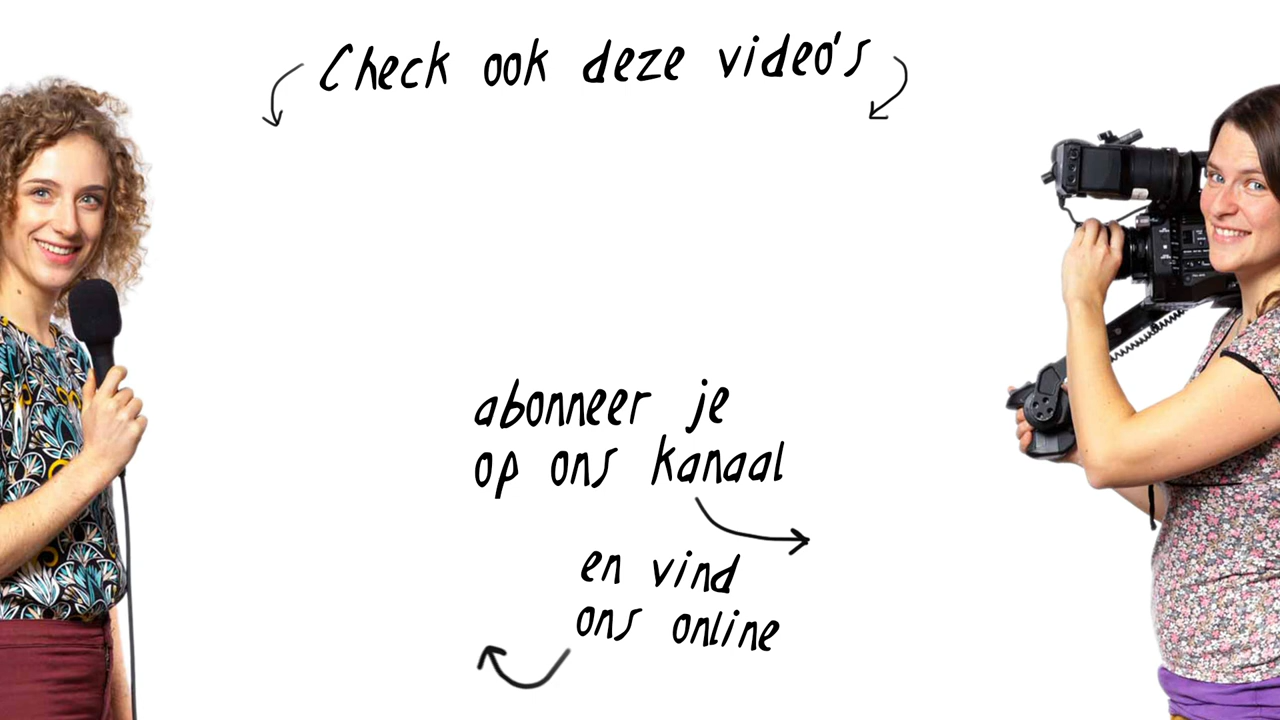 Check ook deze video's
abonneer je
op ons kanaal
en vind
ons online